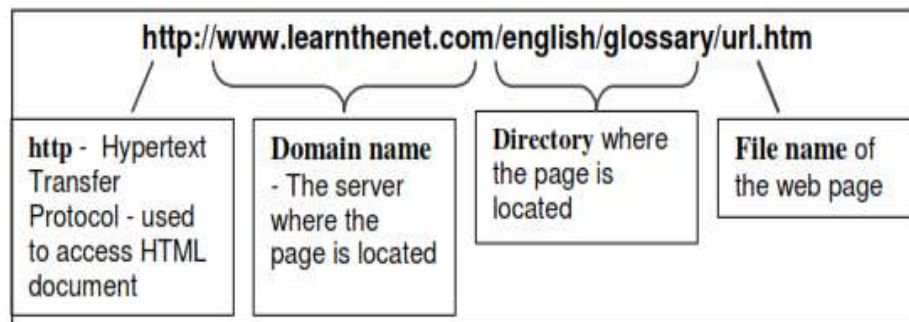 http://www.learnthenet.com/english/glossary/url.htm
http - Hypertext
Transfer
Protocol - used
to access HTML
document
Domain name
- The server
where the
page is located
Directory where
the page is
located
File name of
the web page